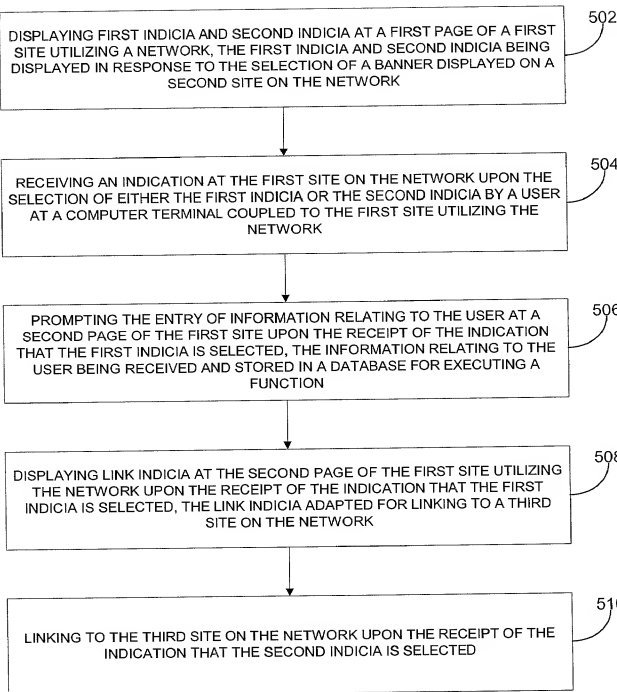 502
DISPLAYING FIRST INDICIA AND SECOND INDICIA AT A FIRST PAGE OF A FIRST
SITE UTILIZING A NETWORK, THE FIRST INDICIA AND SECOND INDICIA BEING
DISPLAYED IN RESPONSE TO THE SELECTION OF A BANNER DISPLAYED ON A
SECOND SITE ON THE NETWORK
504
RECEIVING AN INDICATION AT THE FIRST SITE ON THE NETWORK UPON THE
SELECTION OF EITHER THE FIRST INDICIA OR THE SECOND INDICIA BY A USER
AT A COMPUTER TERMINAL COUPLED TO THE FIRST SITE UTILIZING THE
NETWORK
506
PROMPTING THE ENTRY OF INFORMATION RELATING TO THE USER AT A
SECOND PAGE OF THE FIRST SITE UPON THE RECEIPT OF THE INDICATION
THAT THE FIRST INDICIA IS SELECTED, THE INFORMATION RELATING TO THE
USER BEING RECEIVED AND STORED IN A DATABASE FOR EXECUTING A
FUNCTION
508
DISPLAYING LINK INDICIA AT THE SECOND PAGE OF THE FIRST SITE UTILIZING
THE NETWORK UPON THE RECEIPT OF THE INDICATION THAT THE FIRST
INDICIA IS SELECTED, THE LINK INDICIA ADAPTED FOR LINKING TO A THIRD
SITE ON THE NETWORK
510
LINKING TO THE THIRD SITE ON THE NETWORK UPON THE RECEIPT OF THE
INDICATION THAT THE SECOND INDICIA IS SELECTED